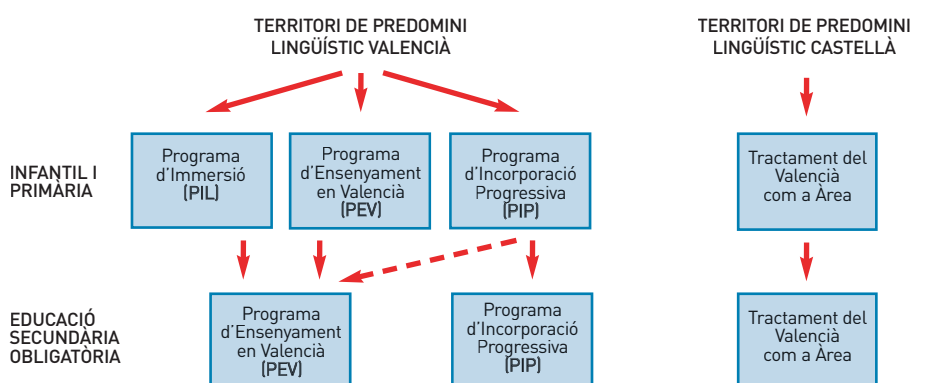 TERRITORI DE PREDOMINI
LINGÜÍSTIC VALENCIÀ
TERRITORI DE PREDOMINI
LINGÜÍSTIC CASTELLÀ
INFANTIL I
PRIMÀRIA
Programa
d'Immersió
(PIL)
Programa
d'Ensenyament
en Valencià
(PEV)
Programa
d'Incorporació
Progressiva
(PIP)
Tractament del
Valencià
com a Àrea
EDUCACIÓ
SECUNDÀRIA
OBLIGATÒRIA
Programa
d'Ensenyament
en Valencià
(PEV)
Programa
d'Incorporació
Progressiva
(PIP)
Tractament del
Valencià
com a Àrea